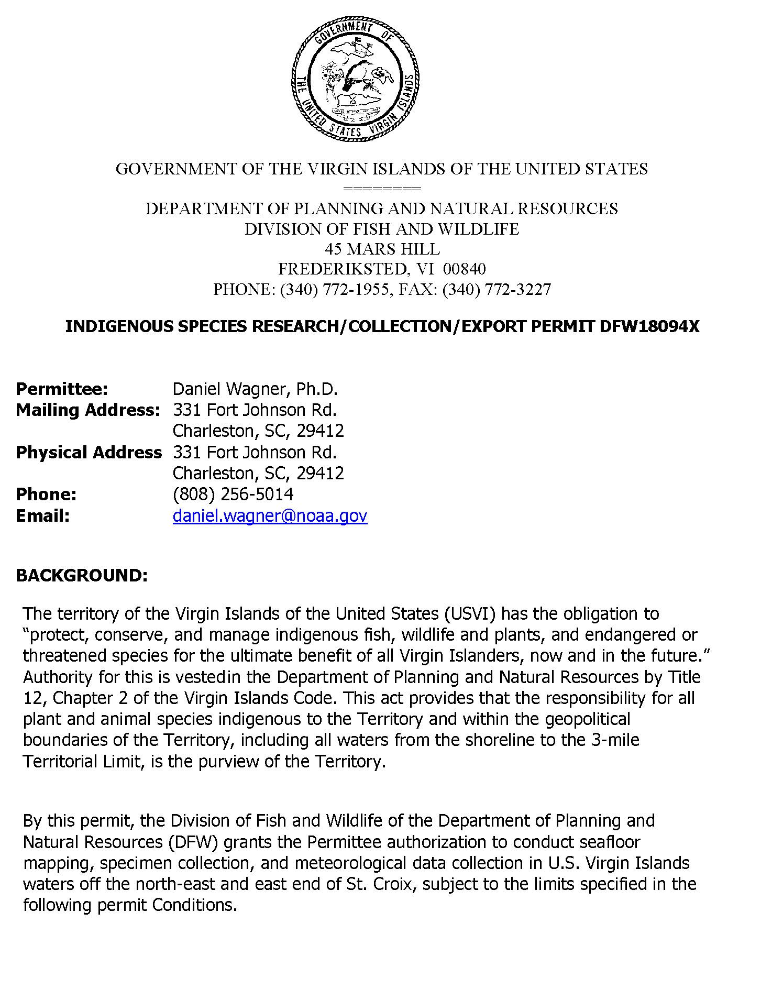 GOVERNMENT OF
THE UNITED STATES VIRGIN ISLANDS
GOVERNMENT OF THE VIRGIN ISLANDS OF THE UNITED STATES
========
DEPARTMENT OF PLANNING AND NATURAL RESOURCES
DIVISION OF FISH AND WILDLIFE
45 MARS HILL
FREDERIKSTED, VI 00840
PHONE: (340) 772-1955, FAX: (340) 772-3227
INDIGENOUS SPECIES RESEARCH/COLLECTION/EXPORT PERMIT DFW18094X
Permittee: Daniel Wagner, Ph.D.
Mailing Address: 331 Fort Johnson Rd.
Charleston, SC, 29412
Physical Address 331 Fort Johnson Rd.
Charleston, SC, 29412
Phone: (808) 256-5014
Email: daniel.wagner@noaa.gov
BACKGROUND:
The territory of the Virgin Islands of the United States (USVI) has the obligation to
“protect, conserve, and manage indigenous fish, wildlife and plants, and endangered or
threatened species for the ultimate benefit of all Virgin Islanders, now and in the future.”
Authority for this is vestedin the Department of Planning and Natural Resources by Title
12, Chapter 2 of the Virgin Islands Code. This act provides that the responsibility for all
plant and animal species indigenous to the Territory and within the geopolitical
boundaries of the Territory, including all waters from the shoreline to the 3-mile
Territorial Limit, is the purview of the Territory.
By this permit, the Division of Fish and Wildlife of the Department of Planning and
Natural Resources (DFW) grants the Permittee authorization to conduct seafloor
mapping, specimen collection, and meteorological data collection in U.S. Virgin Islands
waters off the north-east and east end of St. Croix, subject to the limits specified in the
following permit Conditions.